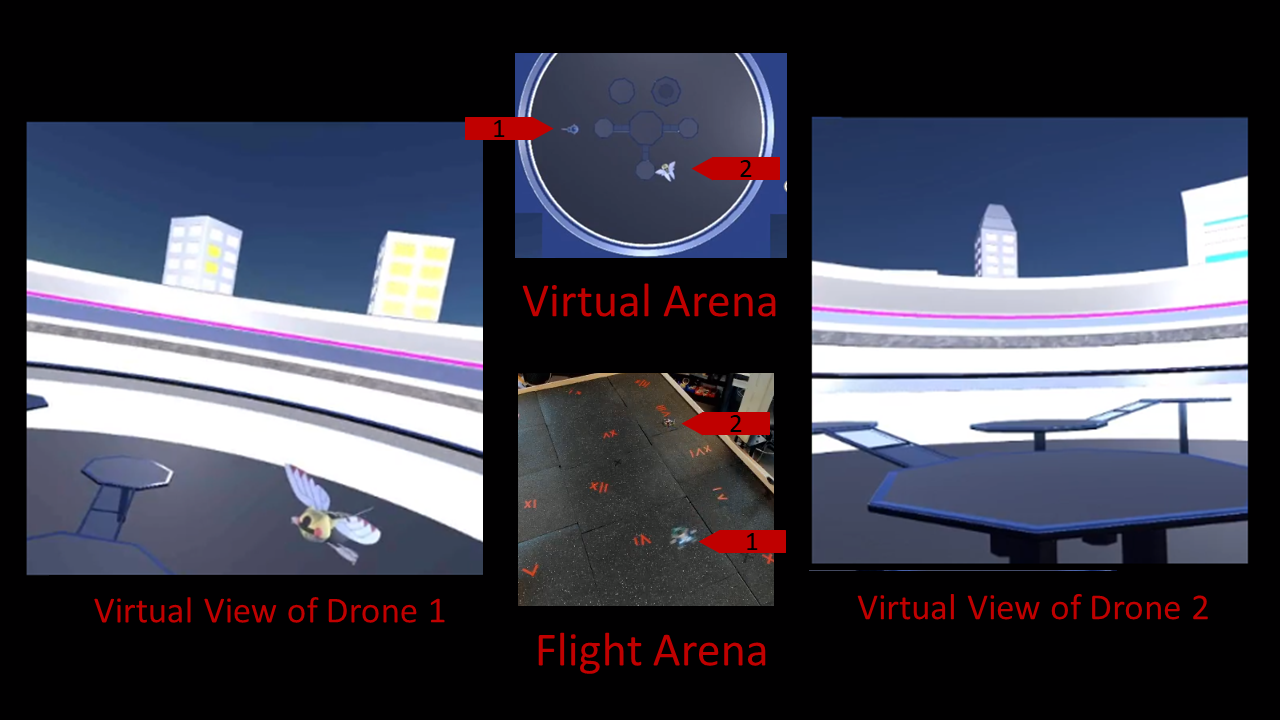 1
2
Virtual Arena
2
1
Virtual View of Drone 1
Virtual View of Drone 2
Flight Arena